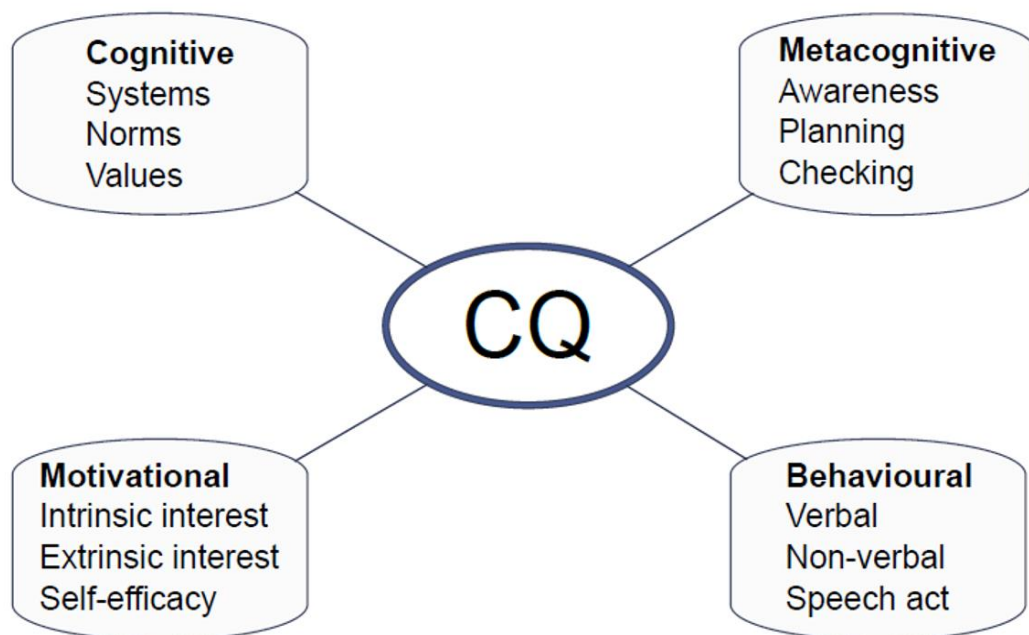 Cognitive
Systems
Norms
Values
Metacognitive
Awareness
Planning
Checking
CQ
Motivational
Intrinsic interest
Extrinsic interest
Self-efficacy
Behavioural
Verbal
Non-verbal
Speech act